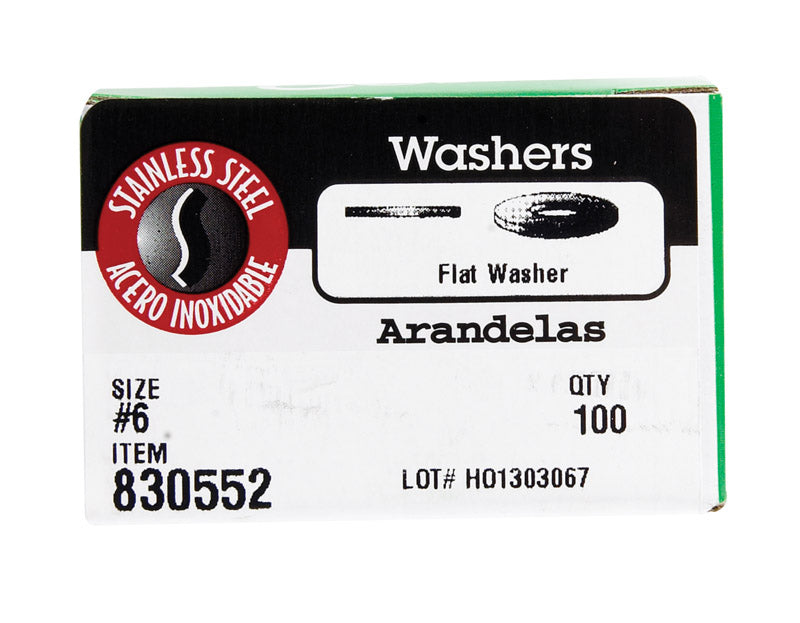 Washers
STAINLESS STEEL
ACERO INOXIDABLE
Flat Washer
Arandelas
SIZE
#6
QTY
100
ITEM
830552
LOT# HO1303067